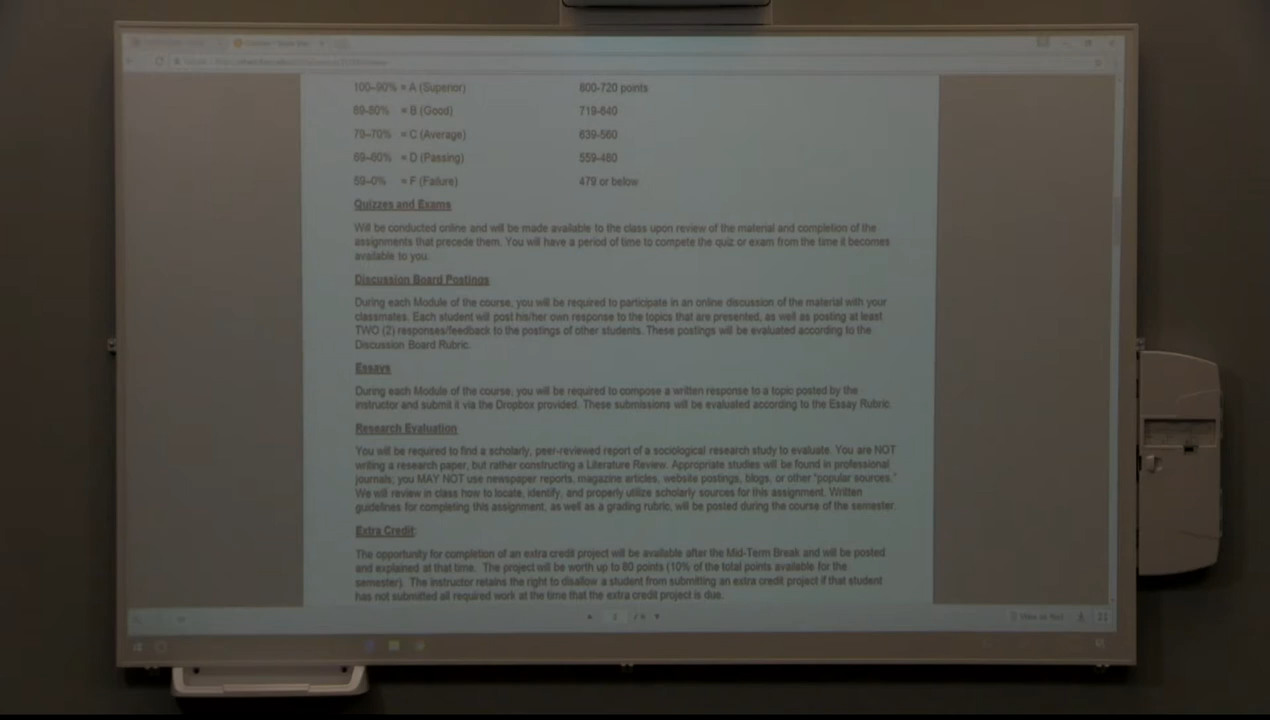 100-90% = A (Superior) 800-720 points
89-80% = B (Good) 719-640
79-70% = C (Average) 639-560
69-60% = D (Passing) 559-480
59-0% = F (Failure) 479 or below
Quizzes and Exams
Will be conducted online and will be made available to the class upon review of the material and completion of the
assignments that precede them. You will have a period of time to compete the quiz or exam from the time it becomes
available to you.
Discussion Board Postings
During each Module of the course, you will be required to participate in an online discussion of the material with your
classmates. Each student will post his/her own response to the topics that are presented, as well as posting at least
TWO (2) responses/feedback to the postings of other students. These postings will be evaluated according to the
Discussion Board Rubric.
Essays
During each Module of the course, you will be required to compose a written response to a topic posted by the
instructor and submit it via the Dropbox provided. These submissions will be evaluated according to the Essay Rubric.
Research Evaluation
You will be required to find a scholarly, peer-reviewed report of a sociological research study to evaluate. You are NOT
writing a research paper, but rather constructing a Literature Review. Appropriate studies will be found in professional
journals; you MAY NOT use newspaper reports, magazine articles, website postings, blogs, or other "popular sources."
We will review in class how to locate, identify, and properly utilize scholarly sources for this assignment. Written
guidelines for completing this assignment, as well as a grading rubric, will be posted during the course of the semester.
Extra Credit:
The opportunity for completion of an extra credit project will be available after the Mid-Term Break and will be posted
and explained at that time. The project will be worth up to 80 points (10% of the total points available for the
semester). The instructor retains the right to disallow a student from submitting an extra credit project if that student
has not submitted all required work at the time that the extra credit project is due.